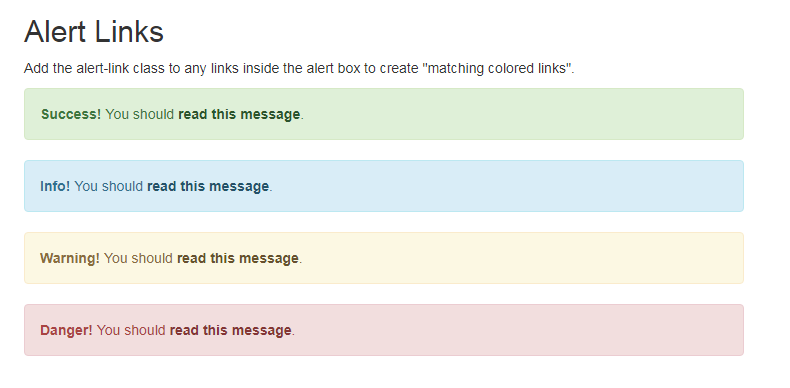 Alert Links
Add the alert-link class to any links inside the alert box to create "matching colored links".
Success! You should read this message.
Info! You should read this message.
Warning! You should read this message.
Danger! You should read this message.